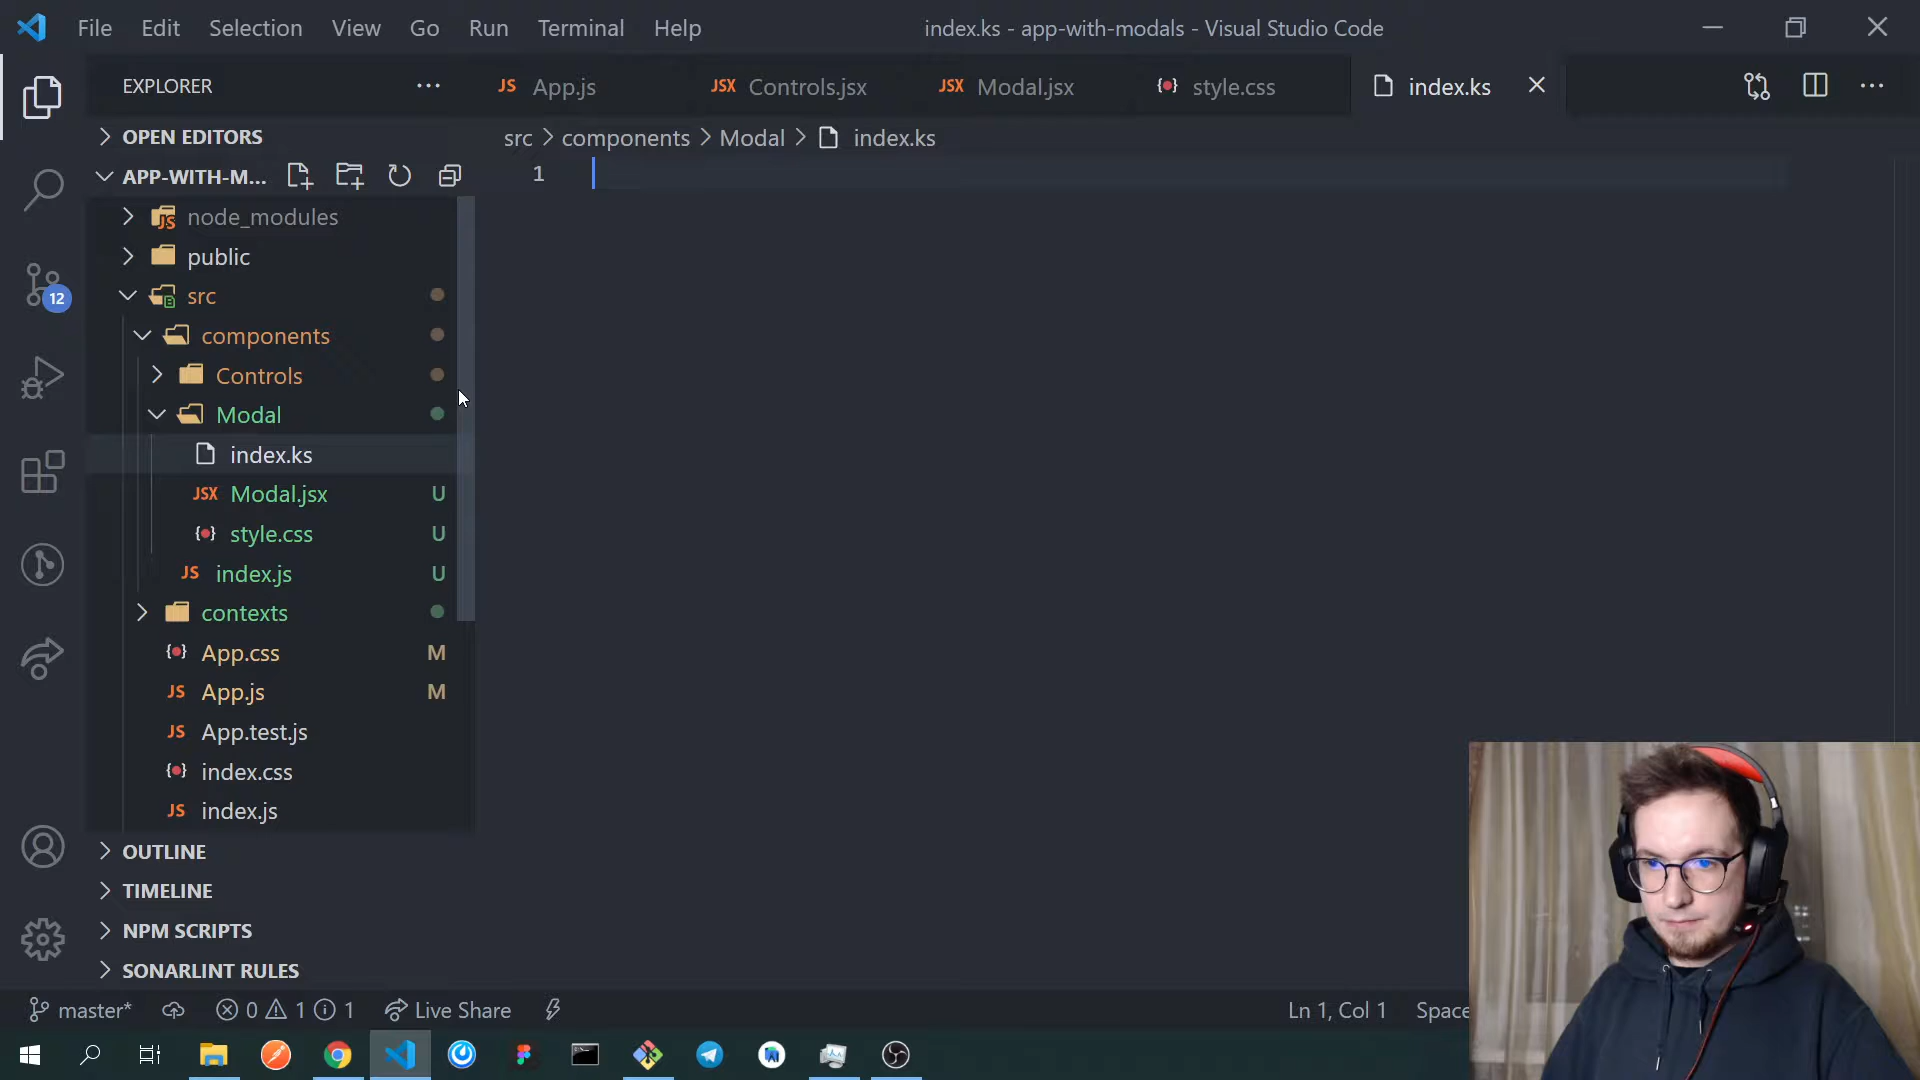 File Edit Selection View Go Run Terminal Help
index.ks - app-with-modals - Visual Studio Code
EXPLORER
JS App.js
JSX Controls.jsx
JSX Modal.jsx
style.css
index.ks
OPEN EDITORS
src > components > Modal > index.ks
APP-WITH-M...
1
node_modules
public
src
components
Controls
Modal
index.ks
JSX Modal.jsx U
style.css U
JS index.js U
contexts
App.css M
JS App.js M
JS App.test.js
index.css
JS index.js
12
OUTLINE
TIMELINE
NPM SCRIPTS
SONARLINT RULES
master* 0 1 1 Live Share
Ln 1, Col 1 Space